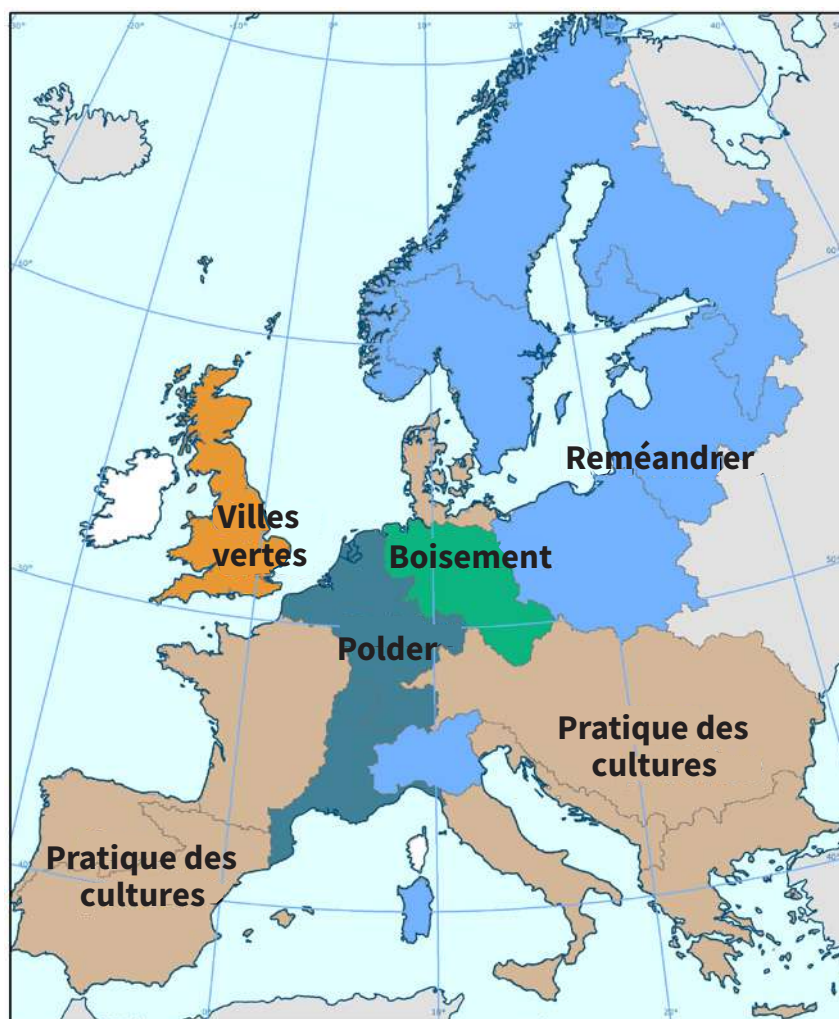 Reméandrer
Villes
vertes
Boisement
Polder
Pratique des
cultures
Pratique des
cultures